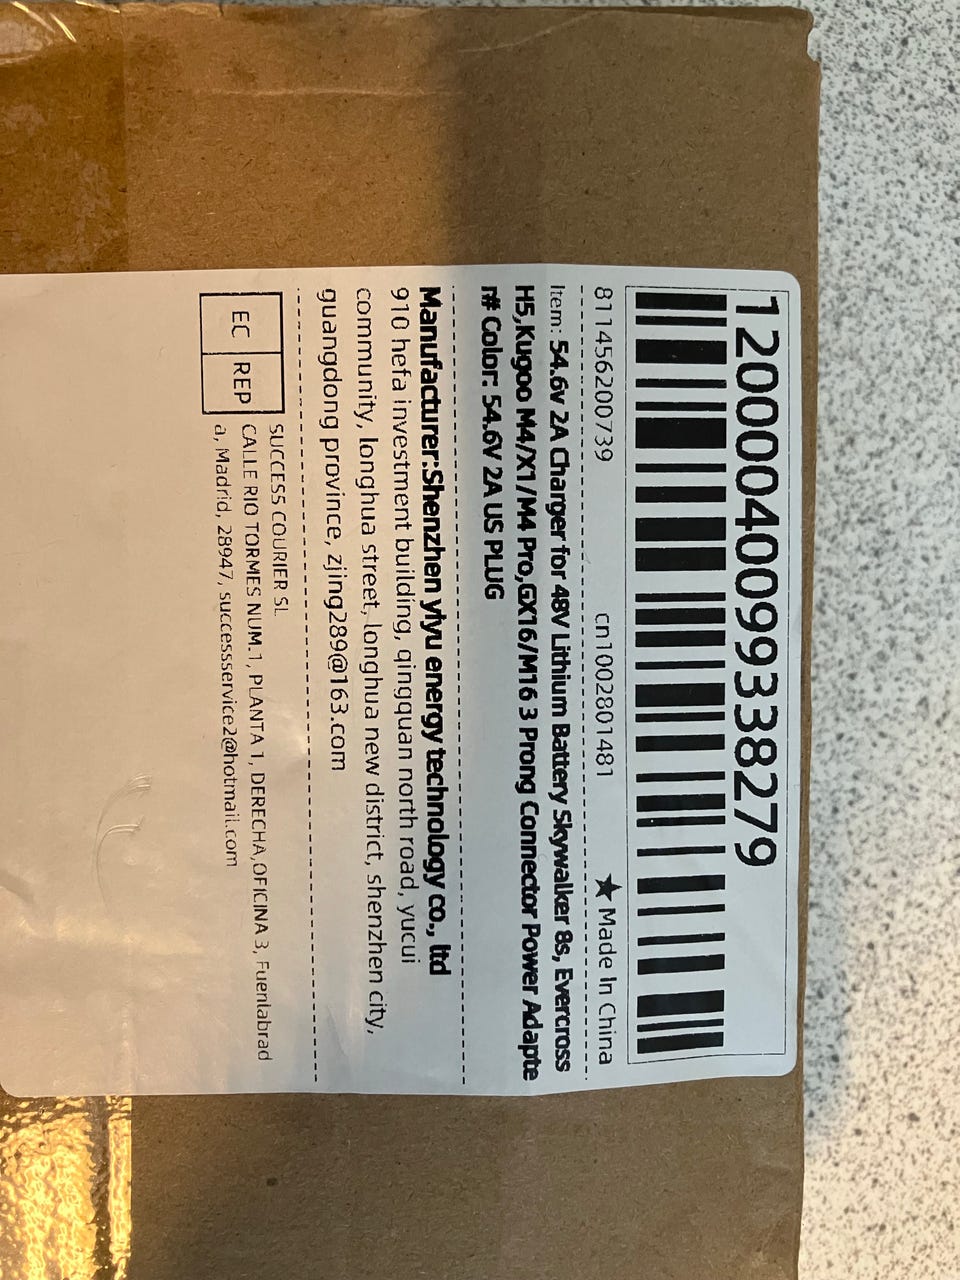 12000040099338279
811456200739 cn1002801481 ★Made In China
Item: 54.6v 2A Charger for 48V Lithium Battery Skywalker 8s, Evercross
H5,Kugoo M4/X1/M4 Pro,GX16/M16 3 Prong Connector Power Adapte
r# Color: 54.6V 2A US PLUG
Manufacturer:Shenzhen yiyu energy technology co., ltd
910 hefa investment building, qingquan north road, yucui
community, longhua street, longhua new district, shenzhen city,
guangdong province, zjing289@163.com
EC REP
SUCCESS COURIER SL
CALLE RIO TORMES NUM.1, PLANTA 1, DERECHA,OFICINA 3, Fuenlabrad
a, Madrid, 28947, successservice2@hotmail.com